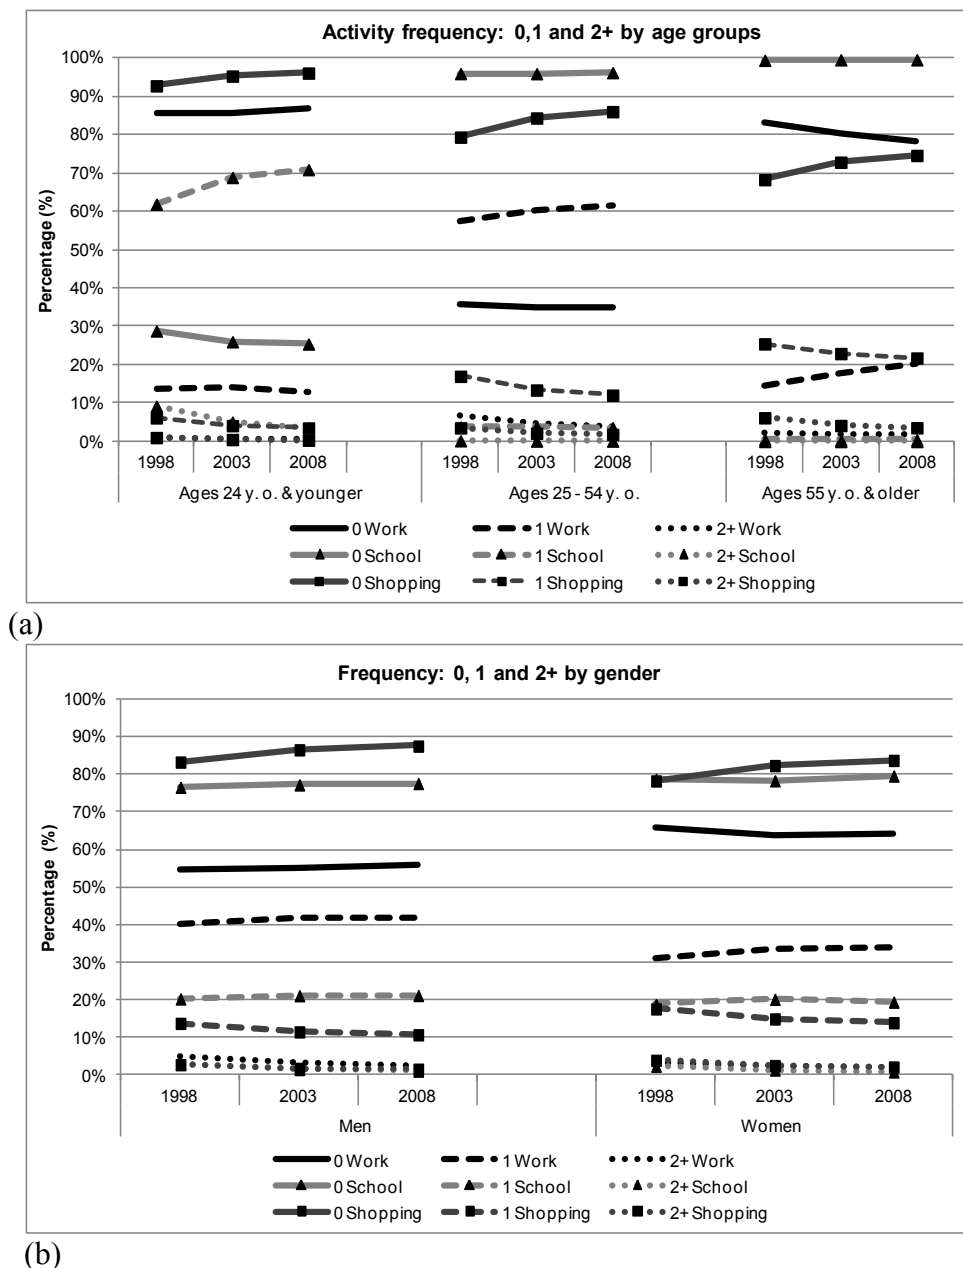 Activity frequency: 0,1 and 2+ by age groups
100%
90%
80%
70%
60%
50%
40%
30%
20%
10%
0%
Percentage (%)
1998 2003 2008 1998 2003 2008 1998 2003 2008
Ages 24 y. o. & younger Ages 25 - 54 y. o. Ages 55 y. o. & older
0 Work 1 Work 2+ Work
0 School 1 School 2+ School
0 Shopping 1 Shopping 2+ Shopping
(a)
Frequency: 0, 1 and 2+ by gender
100%
90%
80%
70%
60%
50%
40%
30%
20%
10%
0%
Percentage (%)
1998 2003 2008 1998 2003 2008
Men Women
0 Work 1 Work 2+ Work
0 School 1 School 2+ School
0 Shopping 1 Shopping 2+ Shopping
(b)